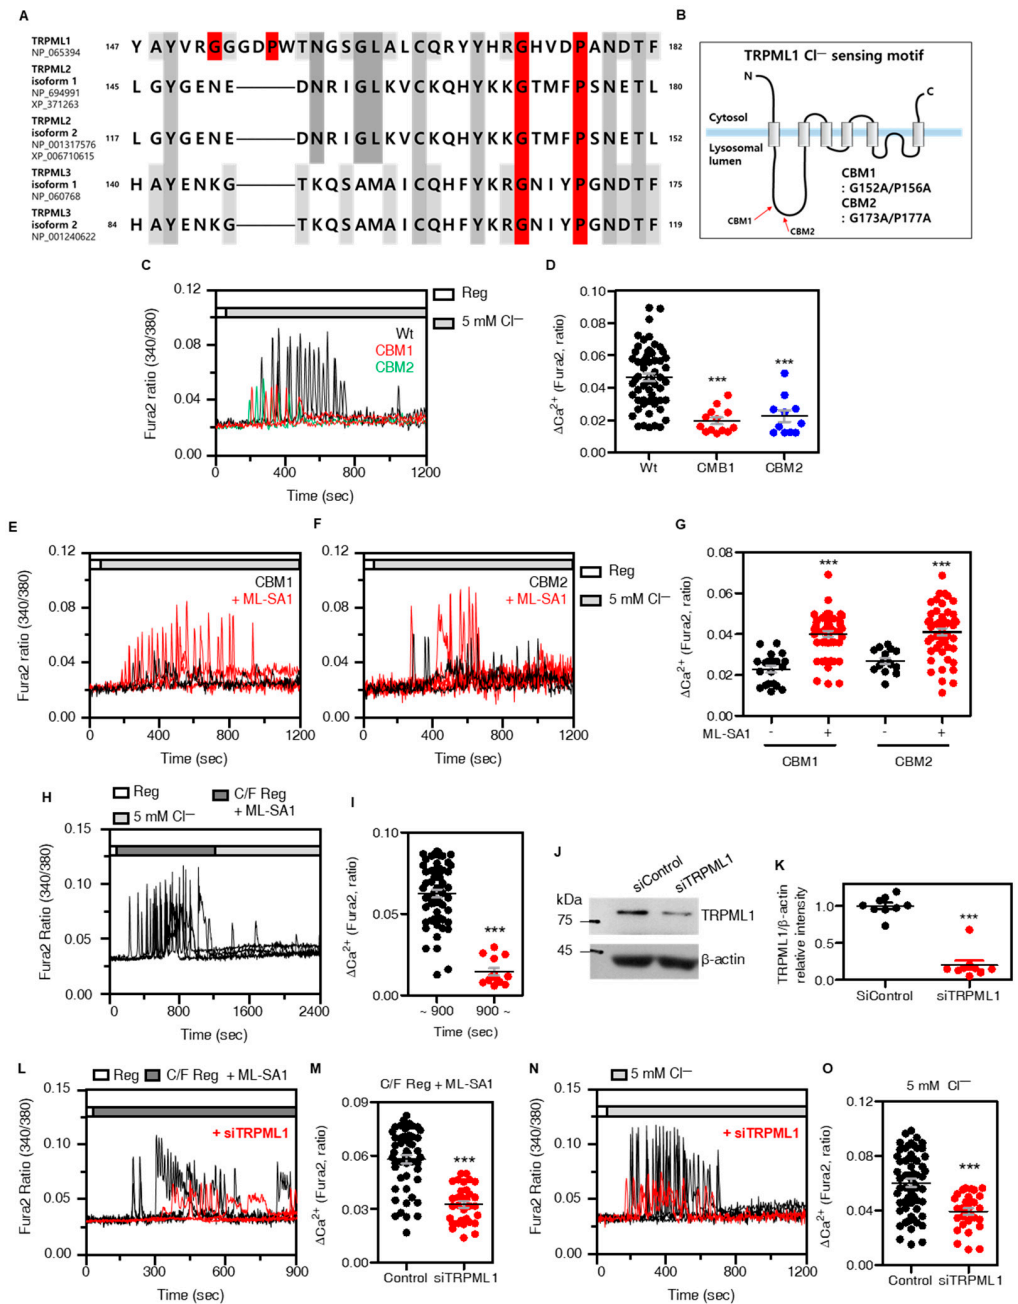 A
TRPML1
NP_065394
147 YAYVRGGGDPWTNGSGLALCQRYYHRGHVDPANDTF 182
TRPML2
isoform 1
NP_694991
XP_371263
145 LGYGENE———DNRIGLKVCKQHYKKGTMFPSNETL 180
TRPML2
isoform 2
NP_001317576
XP_006710615
117 LGYGENE———DNRIGLKVCKQHYKKGTMFPSNETL 152
TRPML3
isoform 1
NP_060768
140 HAYENKG———TKQSAMAICQHFYKRGNIYPGNDTF 175
TRPML3
isoform 2
NP_001240622
84 HAYENKG———TKQSAMAICQHFYKRGNIYPGNDTF 119
B
TRPML1 Cl— sensing motif
N
C
Cytosol
Lysosomal
lumen
CBM1
: G152A/P156A
CBM2
: G173A/P177A
CBM1
CBM2
C
0.12
0.08
0.04
0.00
Fura2 ratio (340/380)
Wt
CBM1
CBM2
0 400 800 1200
Time (sec)
Reg
5 mM Cl—
D
0.10
0.08
0.06
0.04
0.02
0.00
ΔCa2+ (Fura2, ratio)
***
***
Wt CMB1 CBM2
E
0.12
0.08
0.04
0.00
Fura2 ratio (340/380)
CBM1
+ ML-SA1
0 400 800 1200
Time (sec)
F
0.12
0.08
0.04
0.00
CBM2
+ ML-SA1
0 400 800 1200
Time (sec)
Reg
5 mM Cl—
G
0.08
0.06
0.04
0.02
0.00
ΔCa2+ (Fura2, ratio)
***
***
ML-SA1 - + - +
CBM1 CBM2
H
Reg
5 mM Cl—
C/F Reg
+ ML-SA1
0.15
0.10
0.05
0.00
Fura2 Ratio (340/380)
0 800 1600 2400
Time (sec)
I
0.10
0.05
0.00
ΔCa2+ (Fura2, ratio)
***
~ 900 900 ~
Time (sec)
J
siControl
siTRPML1
kDa
75
45
TRPML1
β-actin
K
TRPML1/β-actin
relative intensity
1.0
0.5
0.0
***
SiControl siTRPML1
L
Reg
C/F Reg + ML-SA1
0.15
0.10
0.05
0.00
Fura2 Ratio (340/380)
+ siTRPML1
0 300 600 900
Time (sec)
M
C/F Reg + ML-SA1
0.09
0.06
0.03
0.00
ΔCa2+ (Fura2, ratio)
***
Control siTRPML1
N
5 mM Cl—
0.15
0.10
0.05
0.00
Fura2 Ratio (340/380)
+ siTRPML1
0 400 800 1200
Time (sec)
O
5 mM Cl—
0.12
0.08
0.04
0.00
ΔCa2+ (Fura2, ratio)
***
Control siTRPML1